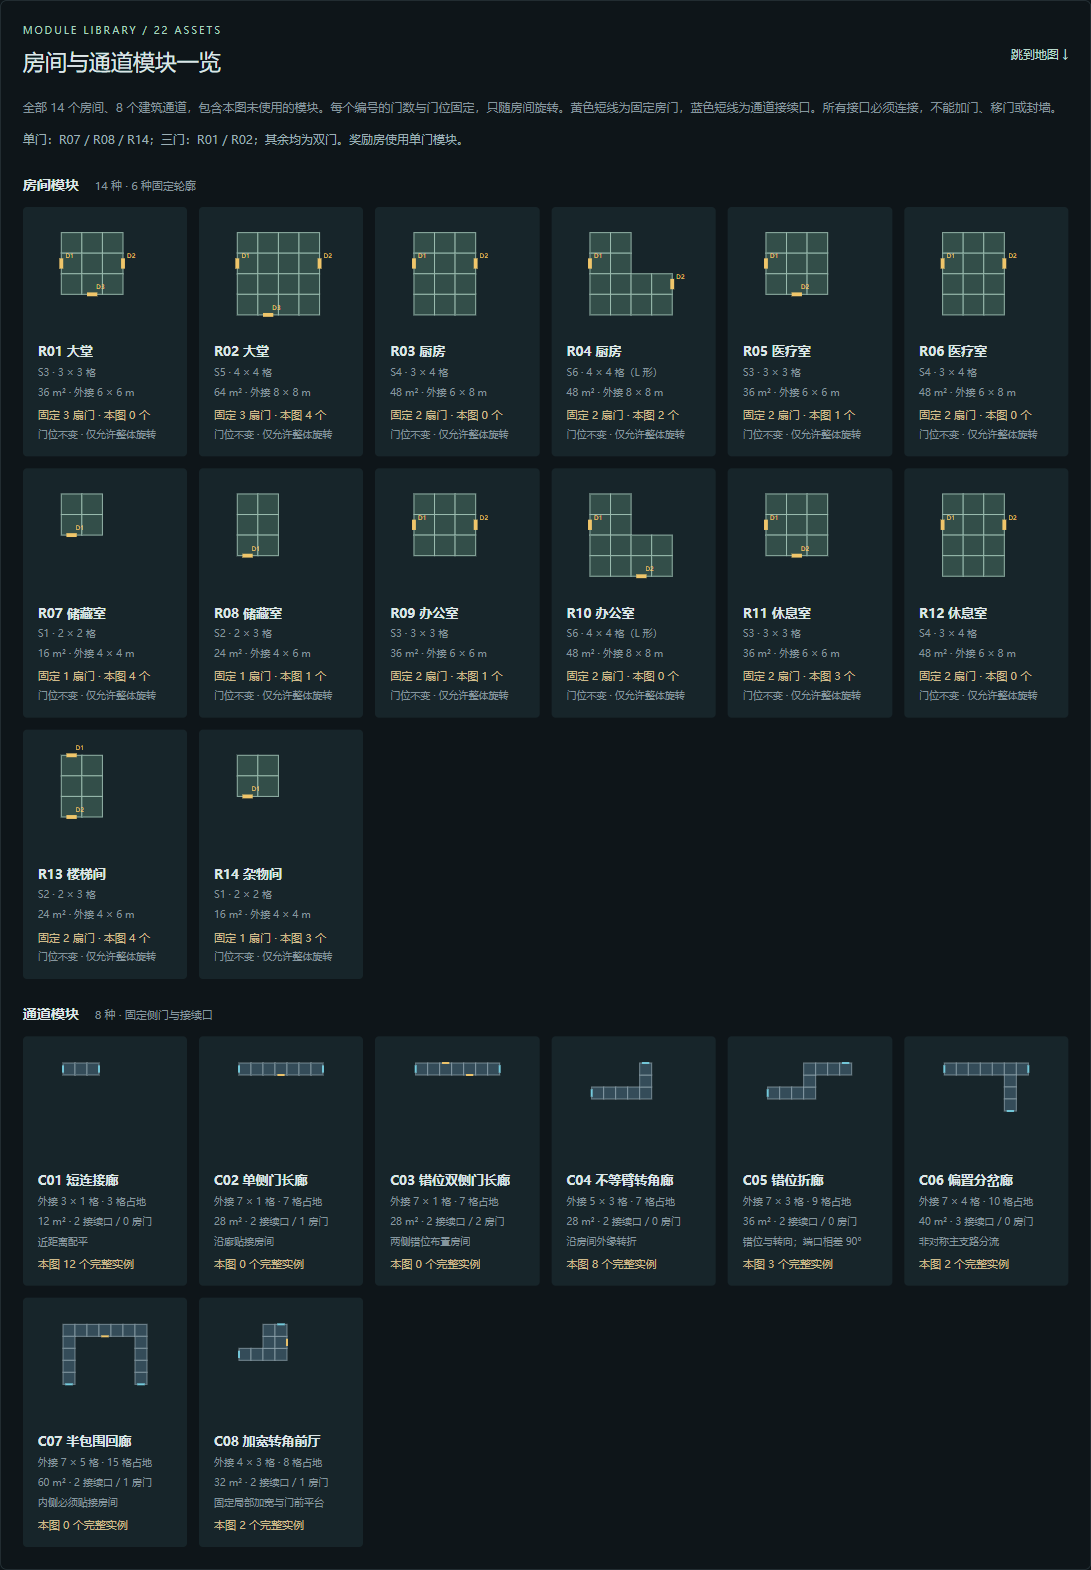 MODULE LIBRARY / 22 ASSETS
房间与通道模块一览
跳到地图 ↓
全部 14 个房间、8 个建筑通道，包含本图未使用的模块。每个编号的门数与门位固定，只随房间旋转。黄色短线为固定房门，蓝色短线为通道接续口。所有接口必须连接，不能加门、移门或封墙。
单门：R07 / R08 / R14；三门：R01 / R02；其余均为双门。奖励房使用单门模块。
房间模块 14 种 · 6 种固定轮廓
D1
D2
D3
R01 大堂
S3 · 3 × 3 格
36 m² · 外接 6 × 6 m
固定 3 扇门 · 本图 0 个
门位不变 · 仅允许整体旋转
D1
D2
D3
R02 大堂
S5 · 4 × 4 格
64 m² · 外接 8 × 8 m
固定 3 扇门 · 本图 4 个
门位不变 · 仅允许整体旋转
D1
D2
R03 厨房
S4 · 3 × 4 格
48 m² · 外接 6 × 8 m
固定 2 扇门 · 本图 0 个
门位不变 · 仅允许整体旋转
D1
D2
R04 厨房
S6 · 4 × 4 格（L 形）
48 m² · 外接 8 × 8 m
固定 2 扇门 · 本图 2 个
门位不变 · 仅允许整体旋转
D1
D2
R05 医疗室
S3 · 3 × 3 格
36 m² · 外接 6 × 6 m
固定 2 扇门 · 本图 1 个
门位不变 · 仅允许整体旋转
D1
D2
R06 医疗室
S4 · 3 × 4 格
48 m² · 外接 6 × 8 m
固定 2 扇门 · 本图 0 个
门位不变 · 仅允许整体旋转
D1
R07 储藏室
S1 · 2 × 2 格
16 m² · 外接 4 × 4 m
固定 1 扇门 · 本图 4 个
门位不变 · 仅允许整体旋转
D1
R08 储藏室
S2 · 2 × 3 格
24 m² · 外接 4 × 6 m
固定 1 扇门 · 本图 1 个
门位不变 · 仅允许整体旋转
D1
D2
R09 办公室
S3 · 3 × 3 格
36 m² · 外接 6 × 6 m
固定 2 扇门 · 本图 1 个
门位不变 · 仅允许整体旋转
D1
D2
R10 办公室
S6 · 4 × 4 格（L 形）
48 m² · 外接 8 × 8 m
固定 2 扇门 · 本图 0 个
门位不变 · 仅允许整体旋转
D1
D2
R11 休息室
S3 · 3 × 3 格
36 m² · 外接 6 × 6 m
固定 2 扇门 · 本图 3 个
门位不变 · 仅允许整体旋转
D1
D2
R12 休息室
S4 · 3 × 4 格
48 m² · 外接 6 × 8 m
固定 2 扇门 · 本图 0 个
门位不变 · 仅允许整体旋转
D1
D2
R13 楼梯间
S2 · 2 × 3 格
24 m² · 外接 4 × 6 m
固定 2 扇门 · 本图 4 个
门位不变 · 仅允许整体旋转
D1
R14 杂物间
S1 · 2 × 2 格
16 m² · 外接 4 × 4 m
固定 1 扇门 · 本图 3 个
门位不变 · 仅允许整体旋转
通道模块 8 种 · 固定侧门与接续口
C01 短连接廊
外接 3 × 1 格 · 3 格占地
12 m² · 2 接续口 / 0 房门
近距离配平
本图 12 个完整实例
C02 单侧门长廊
外接 7 × 1 格 · 7 格占地
28 m² · 2 接续口 / 1 房门
沿廊贴接房间
本图 0 个完整实例
C03 错位双侧门长廊
外接 7 × 1 格 · 7 格占地
28 m² · 2 接续口 / 2 房门
两侧错位布置房间
本图 0 个完整实例
C04 不等臂转角廊
外接 5 × 3 格 · 7 格占地
28 m² · 2 接续口 / 0 房门
沿房间外缘转折
本图 8 个完整实例
C05 错位折廊
外接 7 × 3 格 · 9 格占地
36 m² · 2 接续口 / 0 房门
错位与转向；端口相差 90°
本图 3 个完整实例
C06 偏置分岔廊
外接 7 × 4 格 · 10 格占地
40 m² · 3 接续口 / 0 房门
非对称主支路分流
本图 2 个完整实例
C07 半包围回廊
外接 7 × 5 格 · 15 格占地
60 m² · 2 接续口 / 1 房门
内侧必须贴接房间
本图 0 个完整实例
C08 加宽转角前厅
外接 4 × 3 格 · 8 格占地
32 m² · 2 接续口 / 1 房门
固定局部加宽与门前平台
本图 2 个完整实例